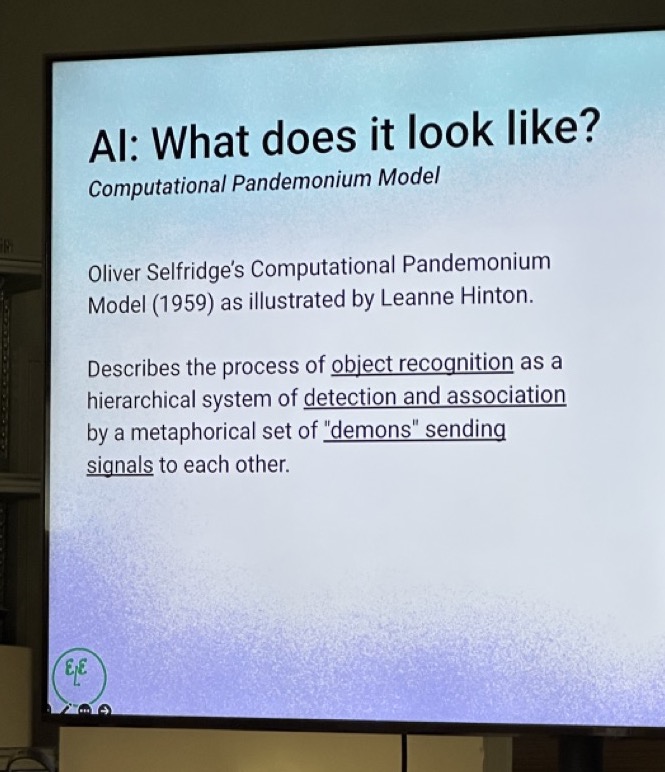 AI: What does it look like?
Computational Pandemonium Model
Oliver Selfridge's Computational Pandemonium
Model (1959) as illustrated by Leanne Hinton.
Describes the process of object recognition as a
hierarchical system of detection and association
by a metaphorical set of "demons" sending
signals to each other.